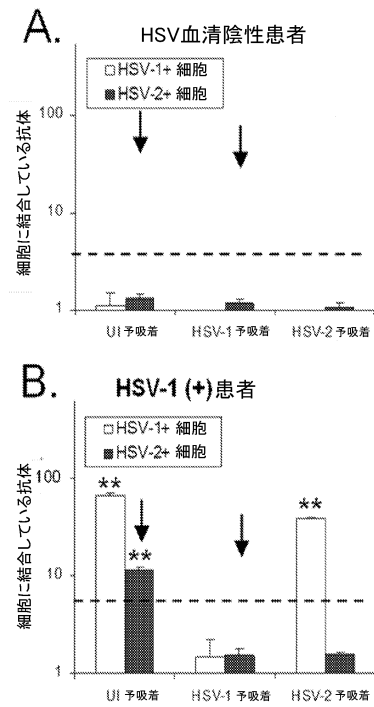 A.
HSV血清陰性患者
HSV-1+ 細胞
HSV-2+ 細胞
細胞に結合している抗体
100
10
1
UI 予吸着 HSV-1 予吸着 HSV-2 予吸着
B.
HSV-1 (+)患者
HSV-1+ 細胞
HSV-2+ 細胞
細胞に結合している抗体
100
10
1
** ** **
UI 予吸着 HSV-1 予吸着 HSV-2 予吸着